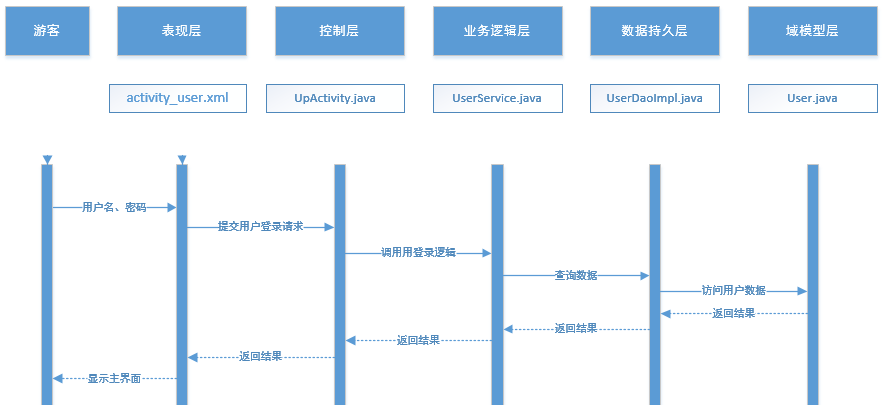 游客
表现层
控制层
业务逻辑层
数据持久层
域模型层
activity_user.xml
UpActivity.java
UserService.java
UserDaoImpl.java
User.java
用户名、密码
提交用户登录请求
调用用登录逻辑
查询数据
访问用户数据
返回结果
返回结果
返回结果
返回结果
显示主界面